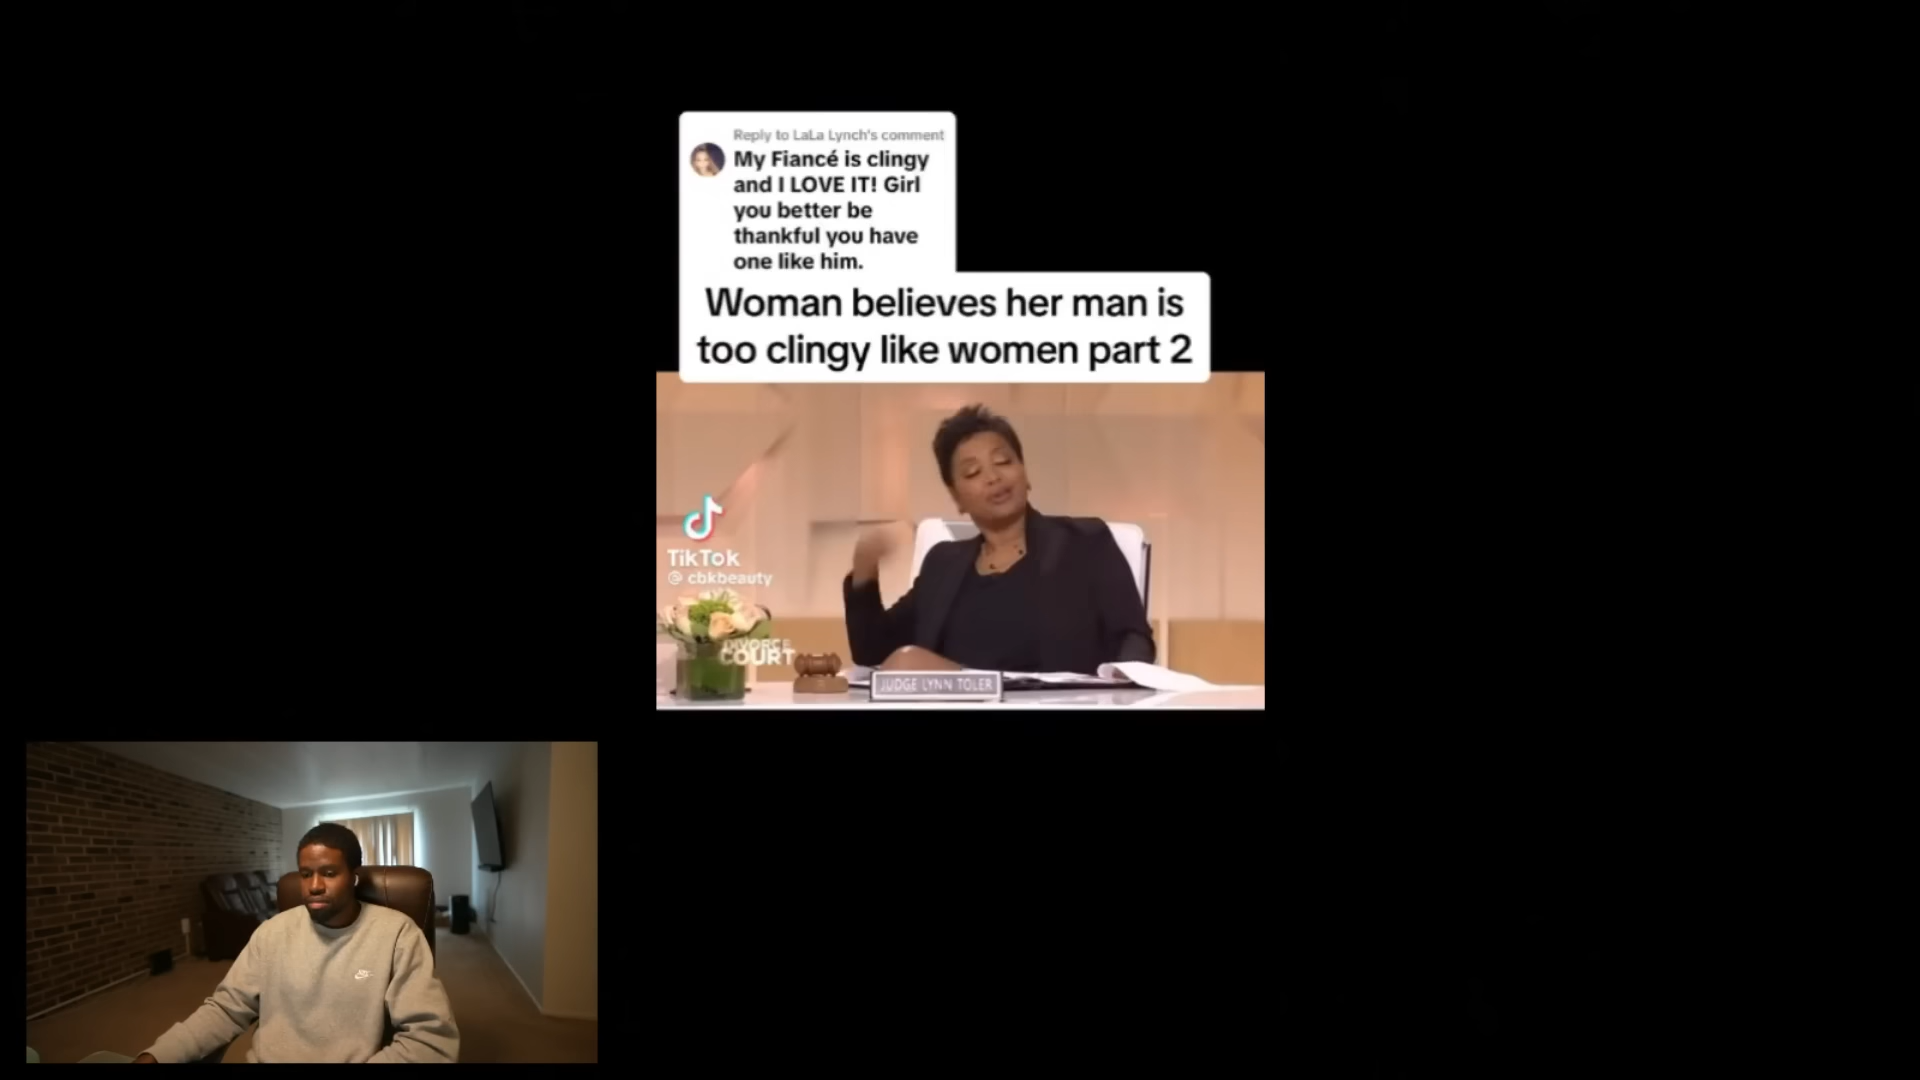 Reply to LaLa Lynch's comment
My Fiancé is clingy
and I LOVE IT! Girl
you better be
thankful you have
one like him.
Woman believes her man is
too clingy like women part 2
TikTok
@ cbkbeauty
DIVORCE
COURT
JUDGE LYNN TOLER